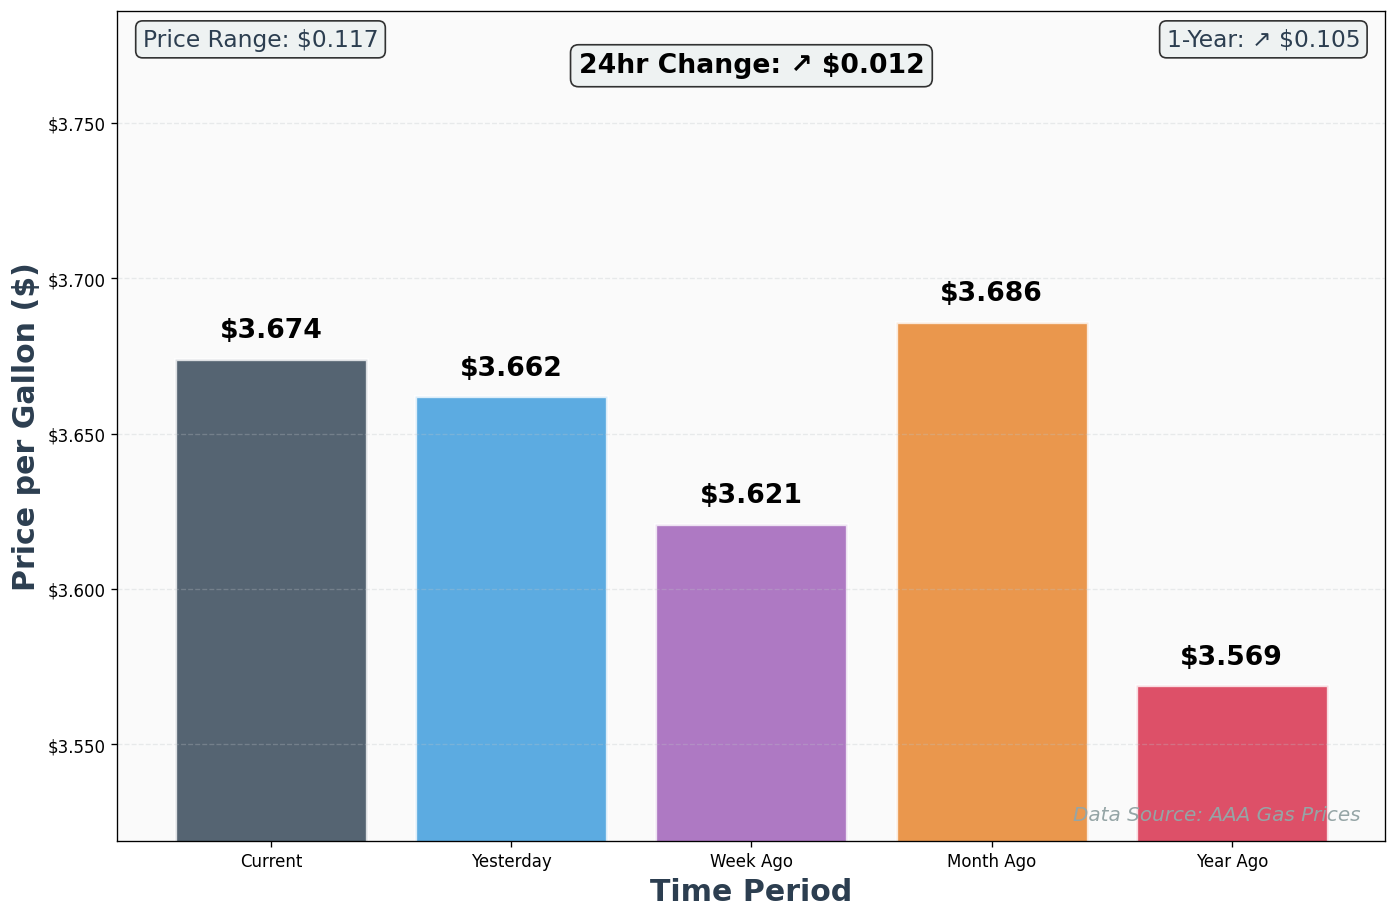 Price Range: $0.117
24hr Change: ↗ $0.012
1-Year: ↗ $0.105
Price per Gallon ($)
$3.750
$3.700
$3.650
$3.600
$3.550
$3.674
$3.662
$3.621
$3.686
$3.569
Data Source: AAA Gas Prices
Current
Yesterday
Week Ago
Month Ago
Year Ago
Time Period